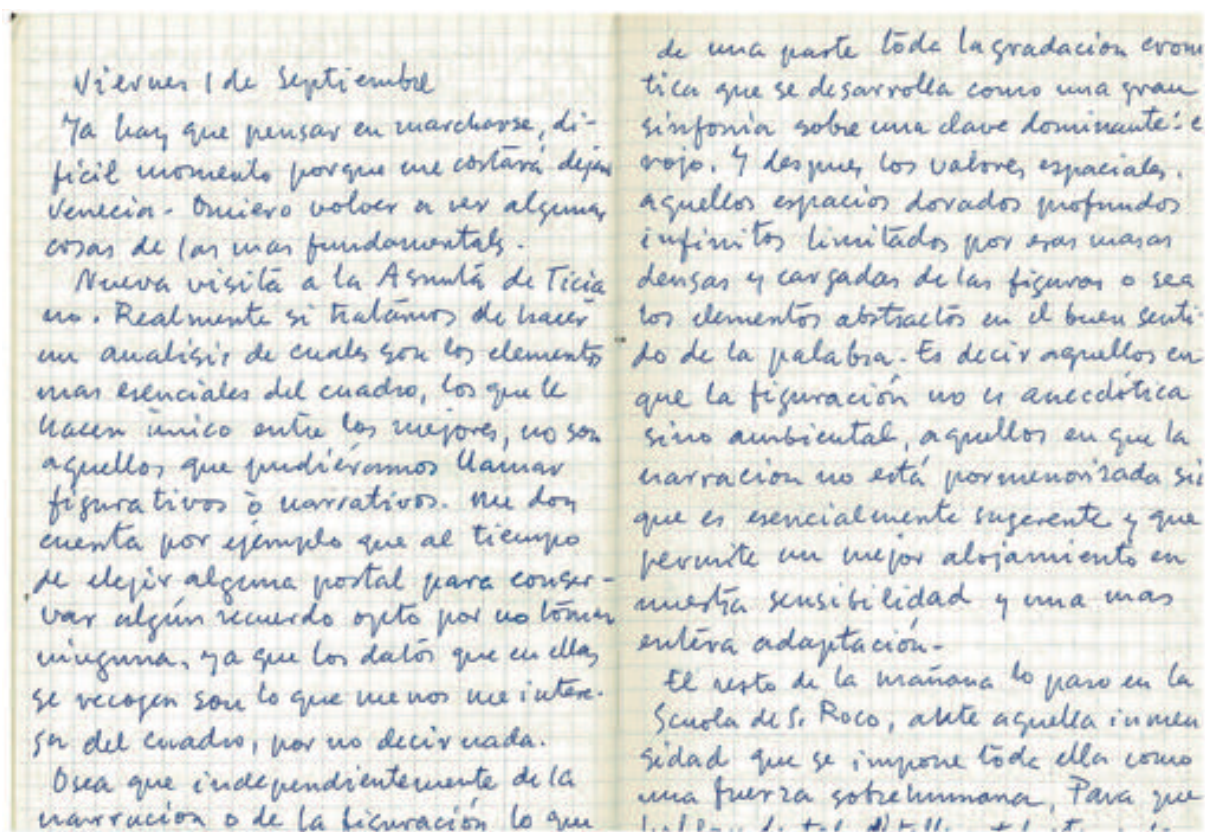 Viernes 1 de Septiembre
Ya hay que pensar en marcharse, di-
ficil momento porque me costará dejar
Venecia. Quiero volver a ver algunas
cosas de las mas fundamentales.
Nueva visita a la Asunta de Ticia
no. Realmente si tratamos de hacer
un analisis de cuales son los elementos
mas esenciales del cuadro, los que le
hacen único entre los mejores, no son
aquellos que pudiéramos llamar
figurativos ò narrativos. Me doy
cuenta por ejemplo que al tiempo
de elejir alguna postal para conser-
var algún recuerdo opto por no tomar
ninguna, ya que los datos que en ellas
se recojen son lo que menos me intere-
sa del cuadro, por no decir nada.
Osea que independientemente de la
narracion o de la figuración lo que
de una parte toda la gradacion crom
tica que se desarrolla como una gran
sinfonia sobre una clave dominante: e
rojo. Y despues los valores espaciales.
aquellos espacios dorados profundos
infinitos limitados por esas masas
densas y cargadas de las figuras o sea
los elementos abstractos en el buen senti-
do de la palabra. Es decir aquellos en
que la figuración no es anecdótica
sino ambiental, aquellos en que la
narracion no está pormenorizada si
que es esencialmente sugerente y que
permite un mejor alojamiento en
nuestra sensibilidad y una mas
entera adaptación.
El resto de la mañana lo paso en la
Scuola de S. Roco, ante aquella inmen
sidad que se impone toda ella como
una fuerza sobrehumana. Para que